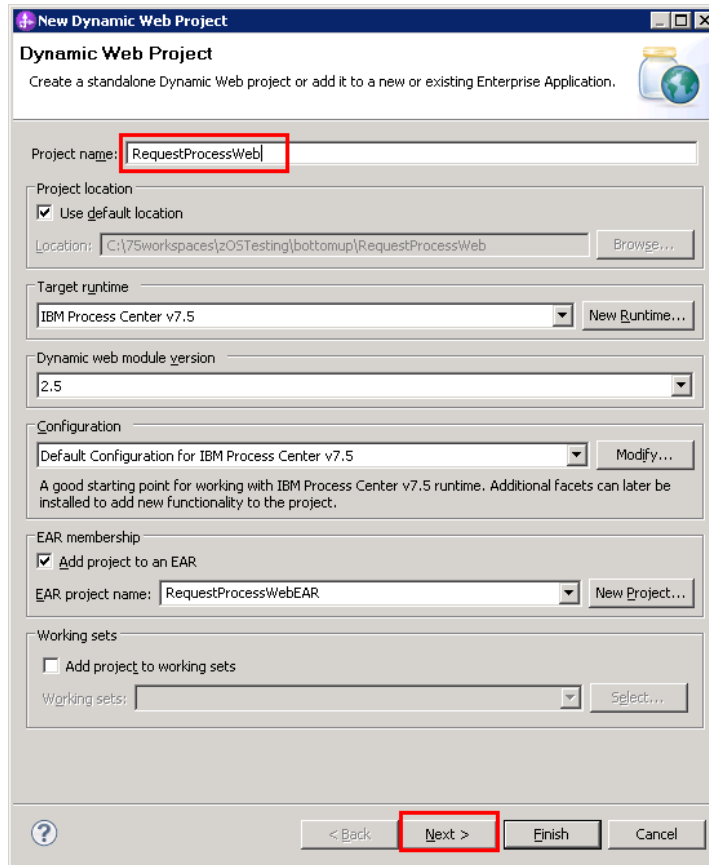 New Dynamic Web Project
Dynamic Web Project
Create a standalone Dynamic Web project or add it to a new or existing Enterprise Application.
Project name: RequestProcessWeb
Project location
Use default location
Location: C:\75workspaces\zOSTesting\bottomup\RequestProcessWeb Browse...
Target runtime
IBM Process Center v7.5 New Runtime...
Dynamic web module version
2.5
Configuration
Default Configuration for IBM Process Center v7.5 Modify...
A good starting point for working with IBM Process Center v7.5 runtime. Additional facets can later be
installed to add new functionality to the project.
EAR membership
Add project to an EAR
EAR project name: RequestProcessWebEAR New Project...
Working sets
Add project to working sets
Working sets: Select...
? < Back Next > Finish Cancel